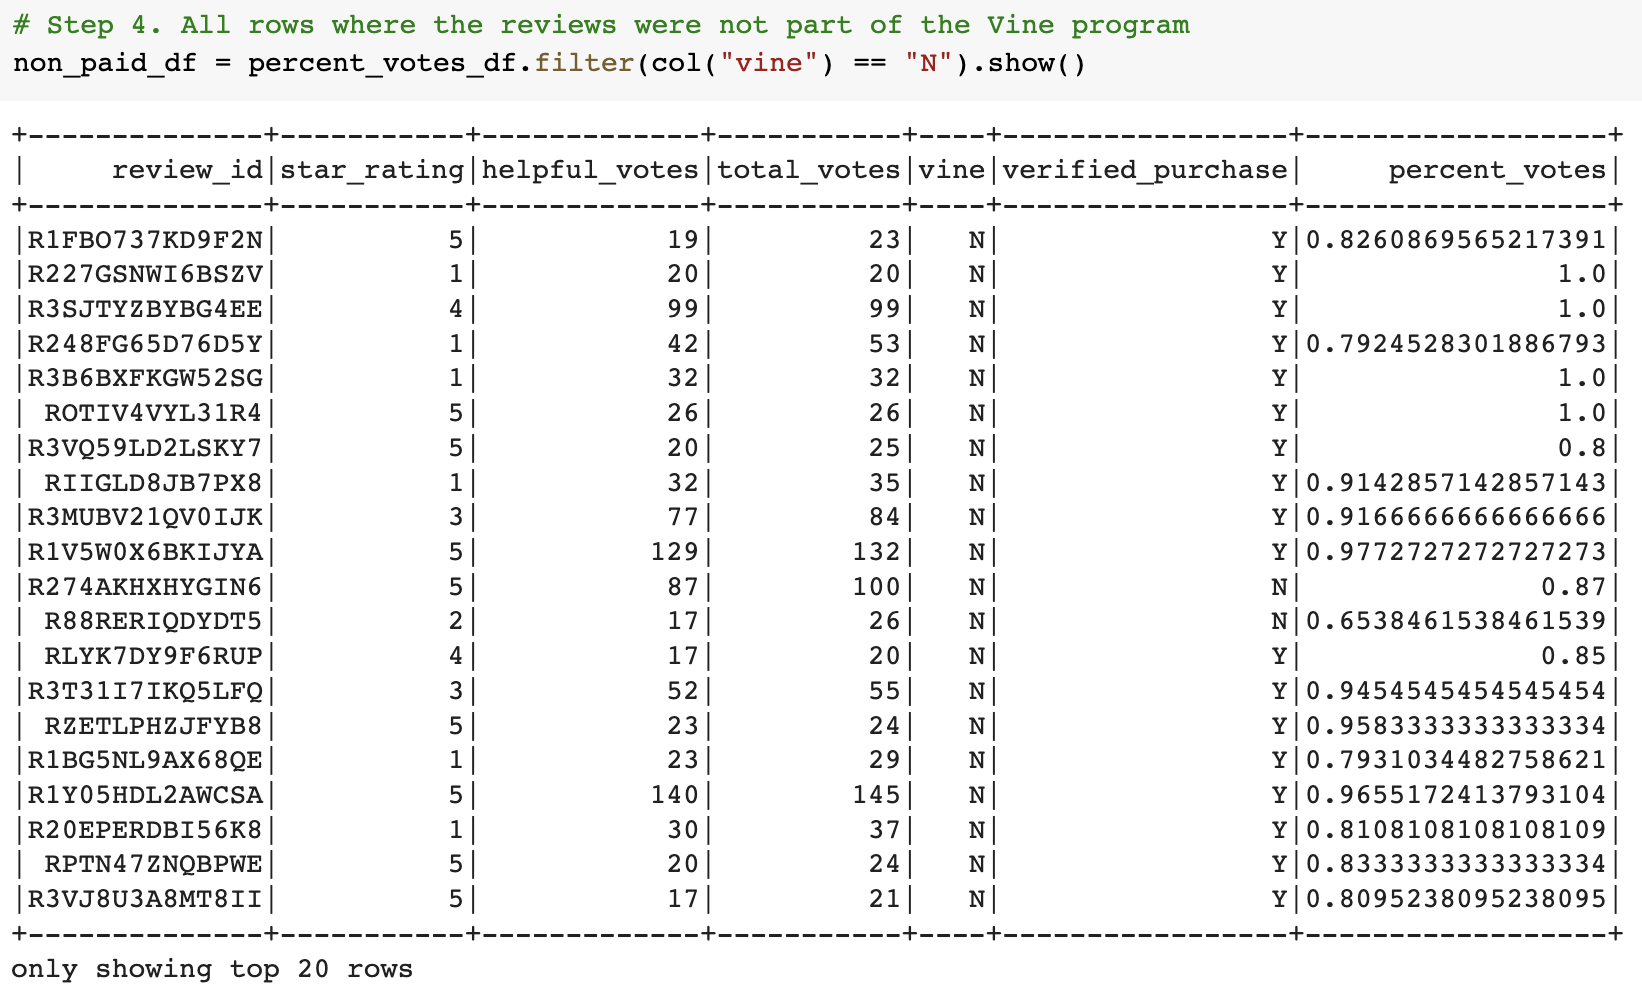 # Step 4. All rows where the reviews were not part of the Vine program
non_paid_df = percent_votes_df.filter(col("vine") == "N").show()
+--------------+-----------+-------------+-----------+----+-----------------+------------------+
|     review_id|star_rating|helpful_votes|total_votes|vine|verified_purchase|     percent_votes|
+--------------+-----------+-------------+-----------+----+-----------------+------------------+
|R1FBO737KD9F2N|          5|           19|         23|   N|                Y|0.8260869565217391|
|R227GSNWI6BSZV|          1|           20|         20|   N|                Y|               1.0|
|R3SJTYZBYBG4EE|          4|           99|         99|   N|                Y|               1.0|
|R248FG65D76D5Y|          1|           42|         53|   N|                Y|0.7924528301886793|
|R3B6BXFKGW52SG|          1|           32|         32|   N|                Y|               1.0|
| ROTIV4VYL31R4|          5|           26|         26|   N|                Y|               1.0|
|R3VQ59LD2LSKY7|          5|           20|         25|   N|                Y|               0.8|
| RIIGLD8JB7PX8|          1|           32|         35|   N|                Y|0.9142857142857143|
|R3MUBV21QV0IJK|          3|           77|         84|   N|                Y|0.9166666666666666|
|R1V5W0X6BKIJYA|          5|          129|        132|   N|                Y|0.9772727272727273|
|R274AKHXHYGIN6|          5|           87|        100|   N|                N|              0.87|
| R88RERIQDYDT5|          2|           17|         26|   N|                N|0.6538461538461539|
| RLYK7DY9F6RUP|          4|           17|         20|   N|                Y|              0.85|
|R3T31I7IKQ5LFQ|          3|           52|         55|   N|                Y|0.9454545454545454|
| RZETLPHZJFYB8|          5|           23|         24|   N|                Y|0.9583333333333334|
|R1BG5NL9AX68QE|          1|           23|         29|   N|                Y|0.7931034482758621|
|R1Y05HDL2AWCSA|          5|          140|        145|   N|                Y|0.9655172413793104|
|R20EPERDBI56K8|          1|           30|         37|   N|                Y|0.8108108108108109|
| RPTN47ZNQBPWE|          5|           20|         24|   N|                Y|0.8333333333333334|
|R3VJ8U3A8MT8II|          5|           17|         21|   N|                Y|0.8095238095238095|
+--------------+-----------+-------------+-----------+----+-----------------+------------------+
only showing top 20 rows